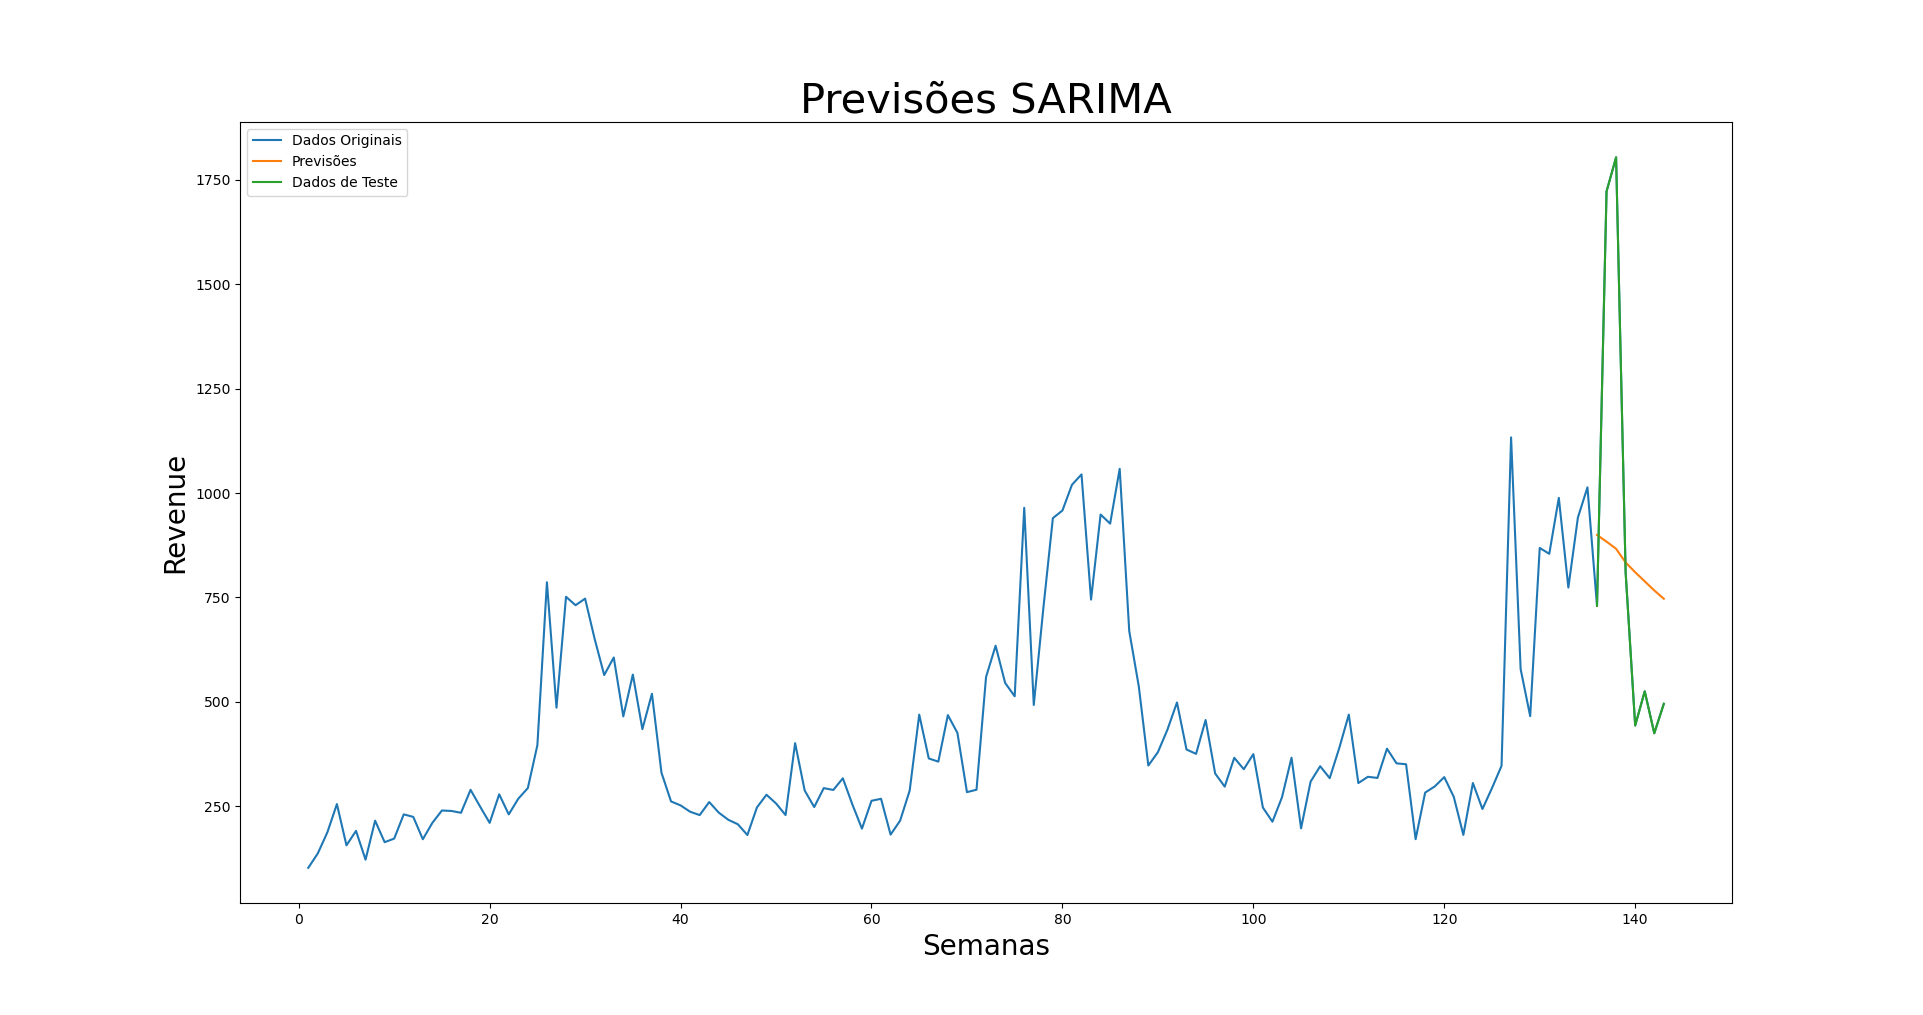 Previsões SARIMA
Dados Originais
Previsões
Dados de Teste
Revenue
1750
1500
1250
1000
750
500
250
0 20 40 60 80 100 120 140
Semanas